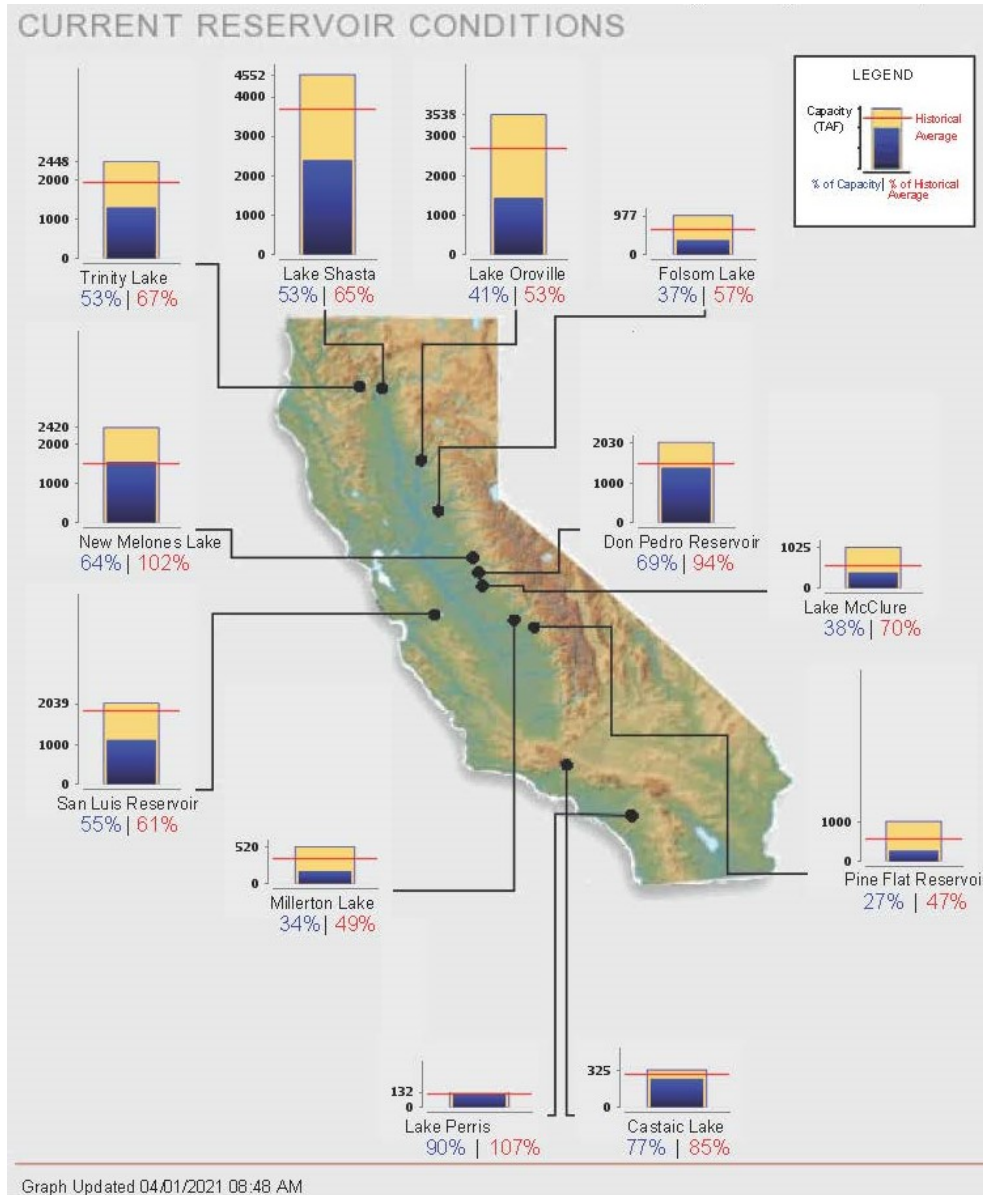 CURRENT RESERVOIR CONDITIONS
LEGEND
Capacity
(TAF)
Historical
Average
% of Capacity | % of Historical
Average
2448
2000
1000
0
Trinity Lake
53% | 67%
4552
4000
3000
2000
1000
0
Lake Shasta
53% | 65%
3538
3000
2000
1000
0
Lake Oroville
41% | 53%
977
0
Folsom Lake
37% | 57%
2420
2000
1000
0
New Melones Lake
64% | 102%
2030
1000
0
Don Pedro Reservoir
69% | 94%
1025
0
Lake McClure
38% | 70%
2039
1000
0
San Luis Reservoir
55% | 61%
520
0
Millerton Lake
34% | 49%
1000
0
Pine Flat Reservoi
27% | 47%
132
0
Lake Perris
90% | 107%
325
0
Castaic Lake
77% | 85%
Graph Updated 04/01/2021 08:48 AM